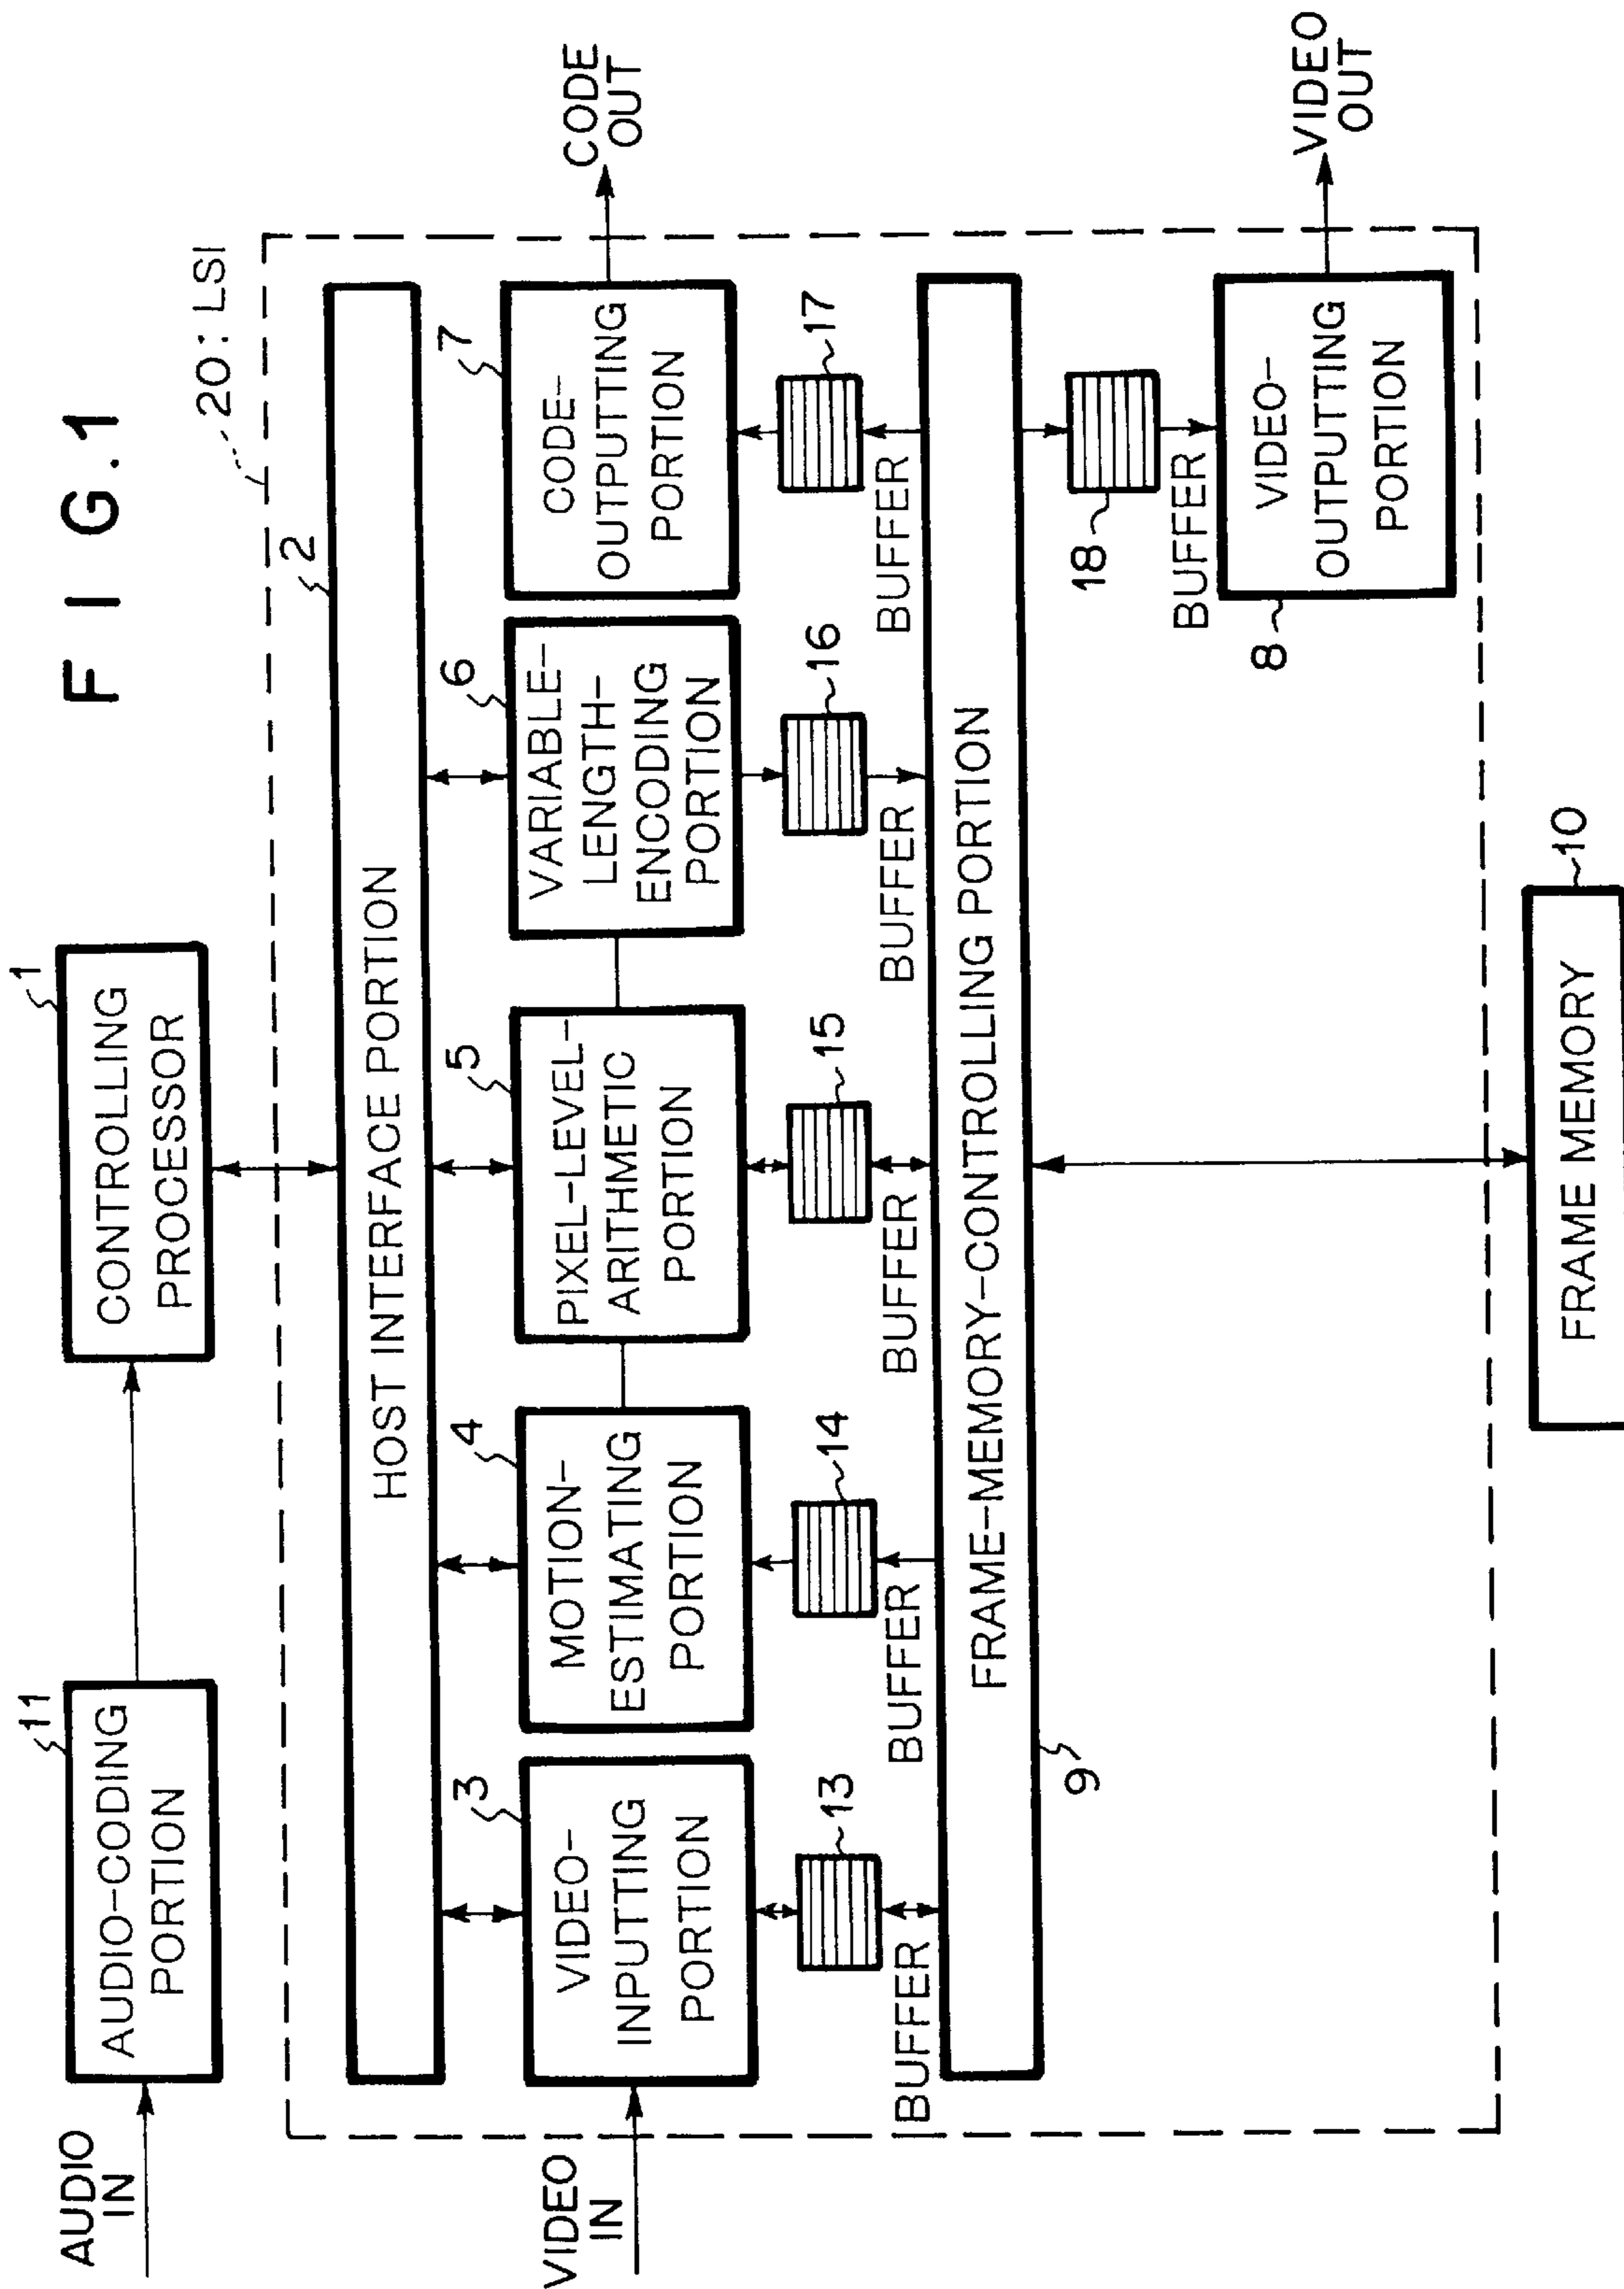 F I G.1
AUDIO
IN
11
AUDIO-CODING
PORTION
1
CONTROLLING
PROCESSOR
20: LSI
2
HOST INTERFACE PORTION
VIDEO
IN
3
VIDEO-
INPUTTING
PORTION
4
MOTION-
ESTIMATING
PORTION
5
PIXEL-LEVEL-
ARITHMETIC
PORTION
6
VARIABLE-
LENGTH-
ENCODING
PORTION
7
CODE-
OUTPUTTING
PORTION
CODE
OUT
13
BUFFER
14
BUFFER
15
BUFFER
16
BUFFER
17
BUFFER
FRAME-MEMORY-CONTROLLING PORTION
9
18
BUFFER
8
VIDEO-
OUTPUTTING
PORTION
VIDEO
OUT
10
FRAME MEMORY